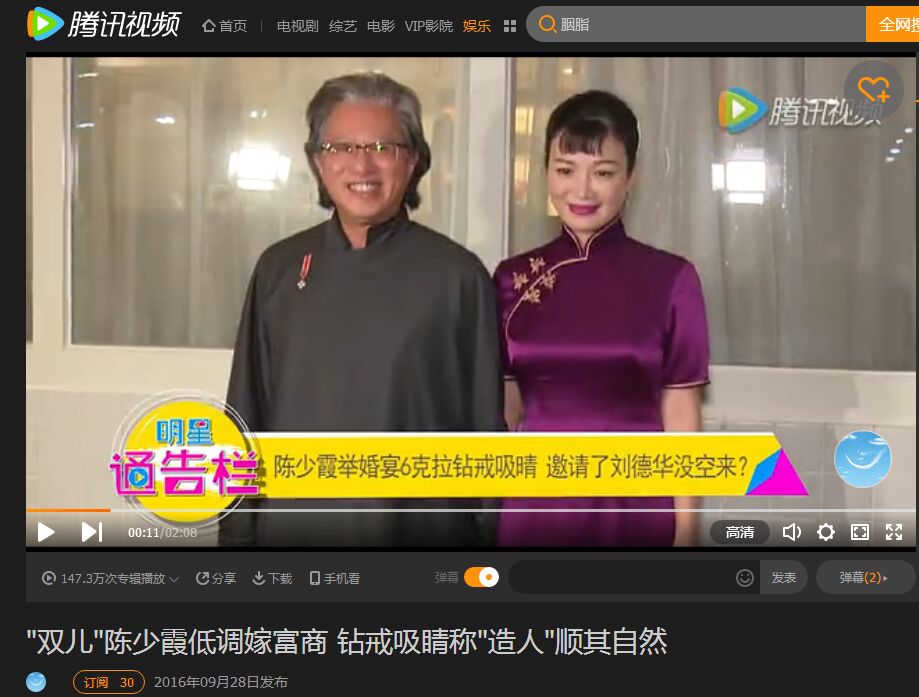 腾讯视频 首页 电视剧 综艺 电影 VIP影院 娱乐 胭脂 全网搜
腾讯视频
明星
通告栏
陈少霞举婚宴6克拉钻戒吸睛 邀请了刘德华没空来?
00:11/02:08 高清
147.3万次专辑播放 分享 下载 手机看 弹幕 发表 弹幕(2)
"双儿"陈少霞低调嫁富商 钻戒吸睛称"造人"顺其自然
订阅 30 2016年09月28日发布